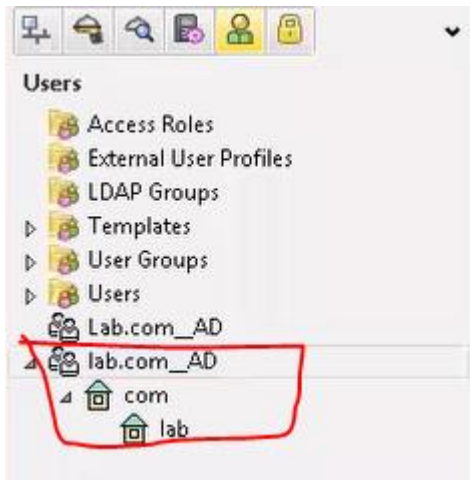 Users
Access Roles
External User Profiles
LDAP Groups
Templates
User Groups
Users
Lab.com__AD
lab.com__AD
com
lab